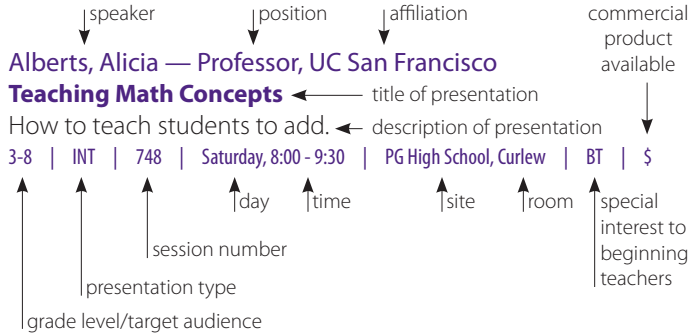 speaker position affiliation commercial
product
available
Alberts, Alicia — Professor, UC San Francisco
Teaching Math Concepts title of presentation
How to teach students to add. description of presentation
3-8 | INT | 748 | Saturday, 8:00 - 9:30 | PG High School, Curlew | BT | $
day time site room special
interest to
beginning
teachers
session number
presentation type
grade level/target audience